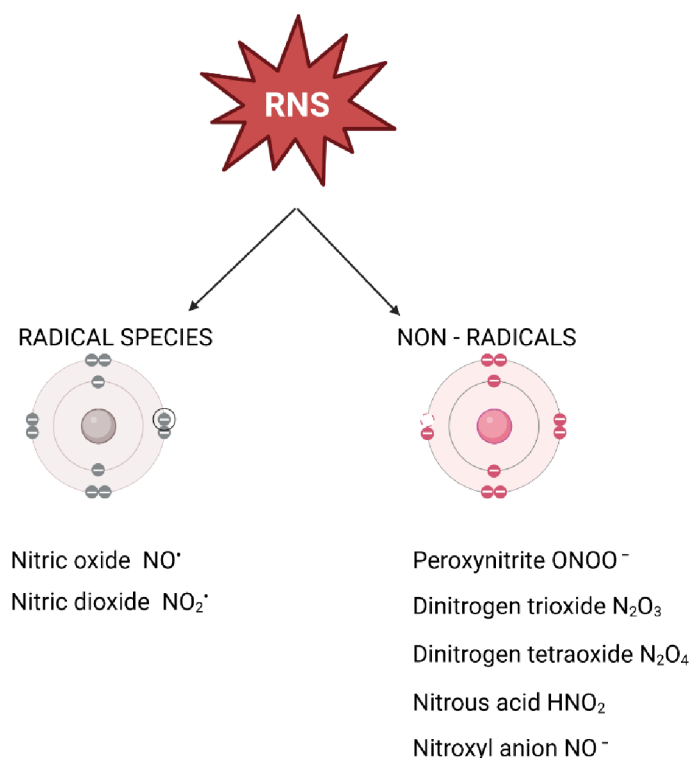 RNS
RADICAL SPECIES
NON - RADICALS
Nitric oxide NO˙
Nitric dioxide NO₂˙
Peroxynitrite ONOO⁻
Dinitrogen trioxide N₂O₃
Dinitrogen tetraoxide N₂O₄
Nitrous acid HNO₂
Nitroxyl anion NO⁻